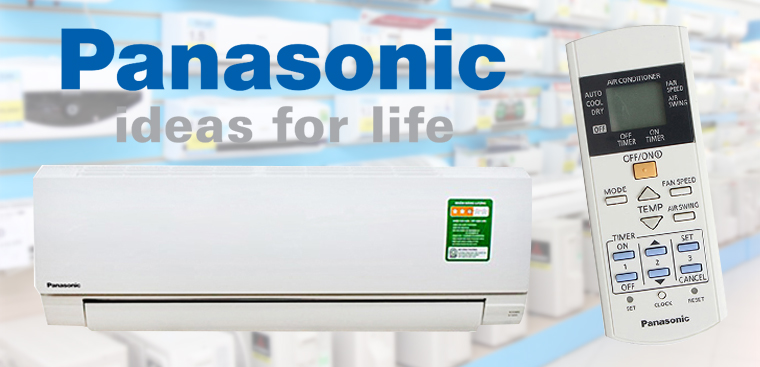 Panasonic
ideas for life
Panasonic
AIR CONDITIONER
AUTO
COOL
DRY
FAN
SPEED
AIR
SWING
OFF
OFF
TIMER
ON
TIMER
OFF/ON
MODE
FAN SPEED
TEMP
AIR SWING
TIMER
ON
SET
1
2
3
OFF
CANCEL
SET
CLOCK
RESET
Panasonic